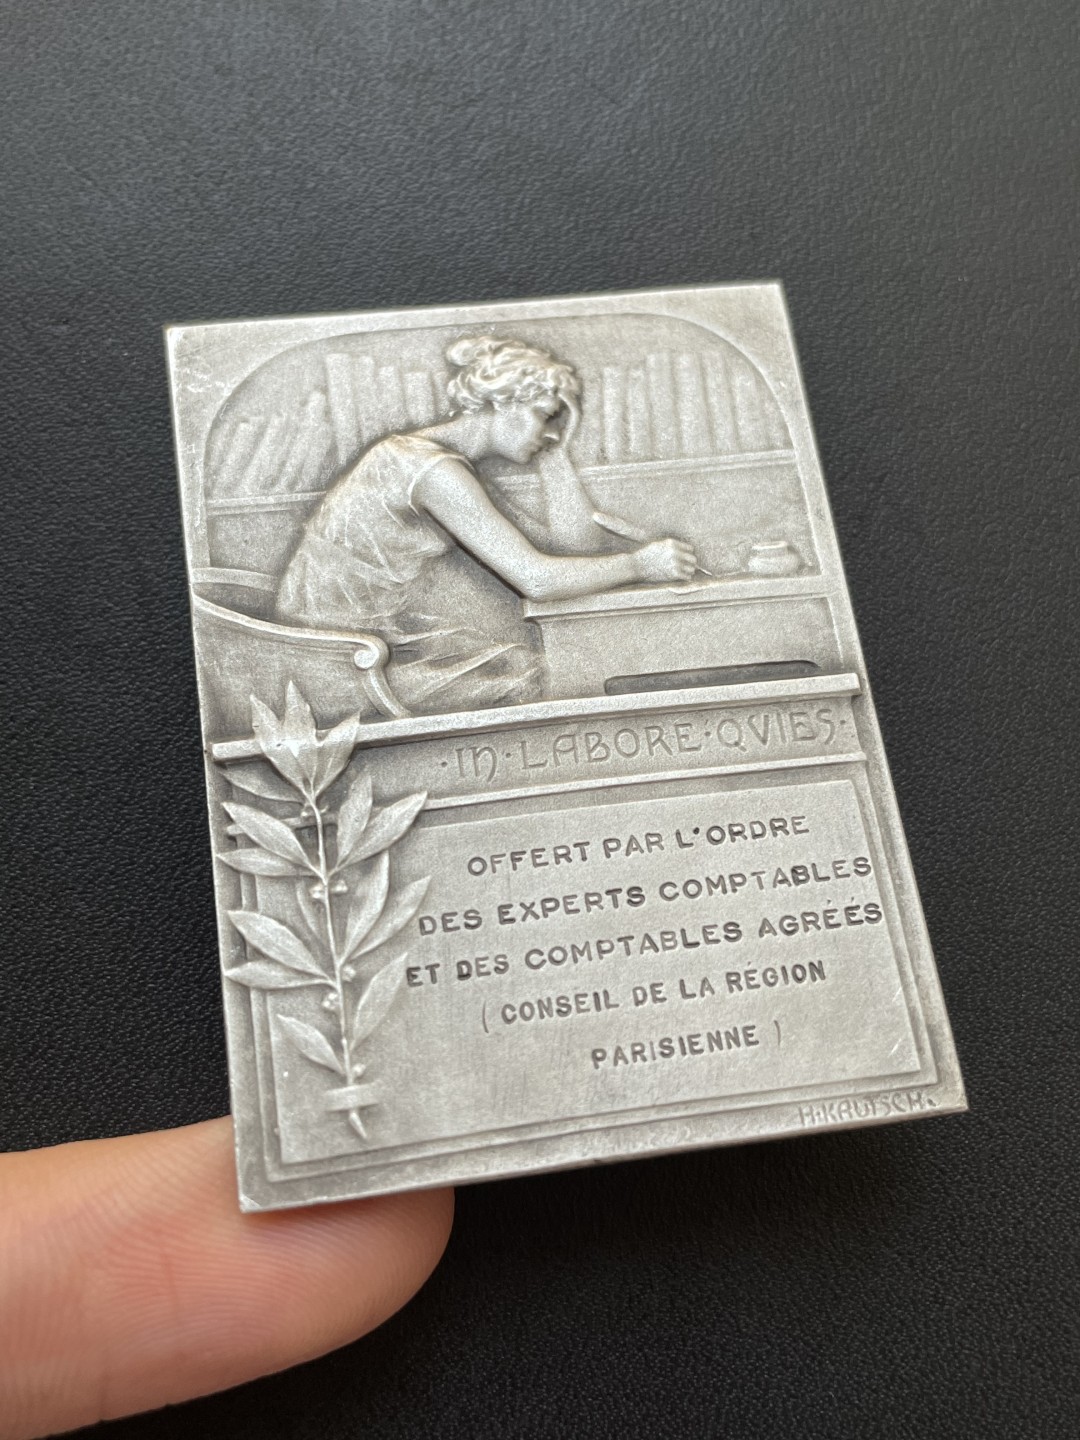 ·IN·LABORE·QVIES·
OFFERT PAR L'ORDRE
DES EXPERTS COMPTABLES
ET DES COMPTABLES AGRÉÉS
(CONSEIL DE LA RÉGION
PARISIENNE)
H·KAUTSCH·